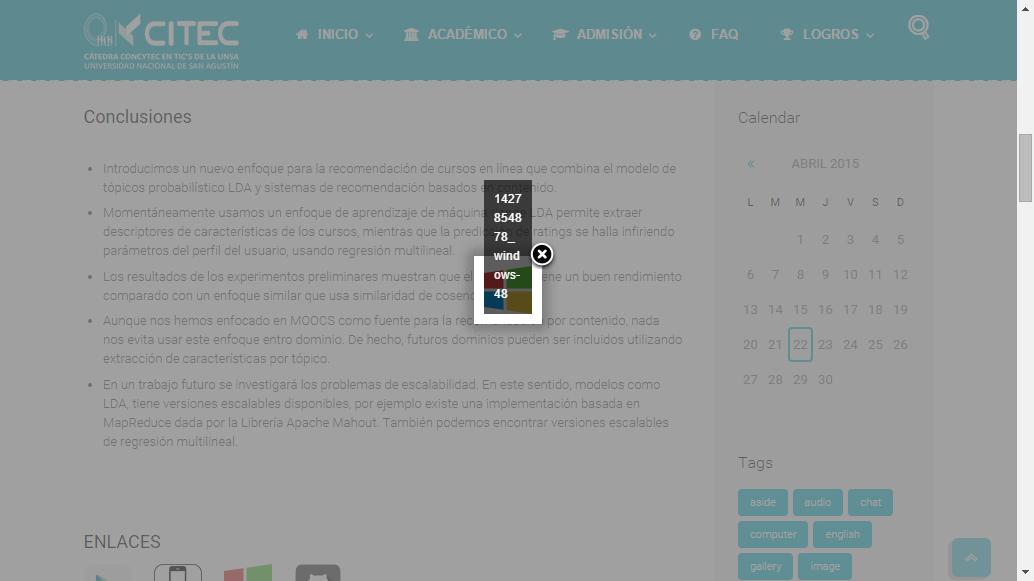 CITEC
CÁTEDRA CONCYTEC EN TIC'S DE LA UNSA
UNIVERSIDAD NACIONAL DE SAN AGUSTÍN
INICIO ACADÉMICO ADMISIÓN FAQ LOGROS
Conclusiones
Introducimos un nuevo enfoque para la recomendación de cursos en línea que combina el modelo de
tópicos probabilístico LDA y sistemas de recomendación basados en contenido.
Momentáneamente usamos un enfoque de aprendizaje de máquina LDA permite extraer
descriptores de características de los cursos, mientras que la predic ratings se halla infiriendo
parámetros del perfil del usuario, usando regresión multilineal.
Los resultados de los experimentos preliminares muestran que el ne un buen rendimiento
comparado con un enfoque similar que usa similaridad de cosen
Aunque nos hemos enfocado en MOOCS como fuente para la rec por contenido, nada
nos evita usar este enfoque entro dominio. De hecho, futuros dominios pueden ser incluidos utilizando
extracción de características por tópico.
En un trabajo futuro se investigará los problemas de escalabilidad. En este sentido, modelos como
LDA, tiene versiones escalables disponibles, por ejemplo existe una implementación basada en
MapReduce dada por la Librería Apache Mahout. También podemos encontrar versiones escalables
de regresión multilineal.
ENLACES
1427
8548
78_
wind
ows-
48
Calendar
« ABRIL 2015
L M M J V S D
1 2 3 4 5
6 7 8 9 10 11 12
13 14 15 16 17 18 19
20 21 22 23 24 25 26
27 28 29 30
Tags
aside audio chat
computer english
gallery image